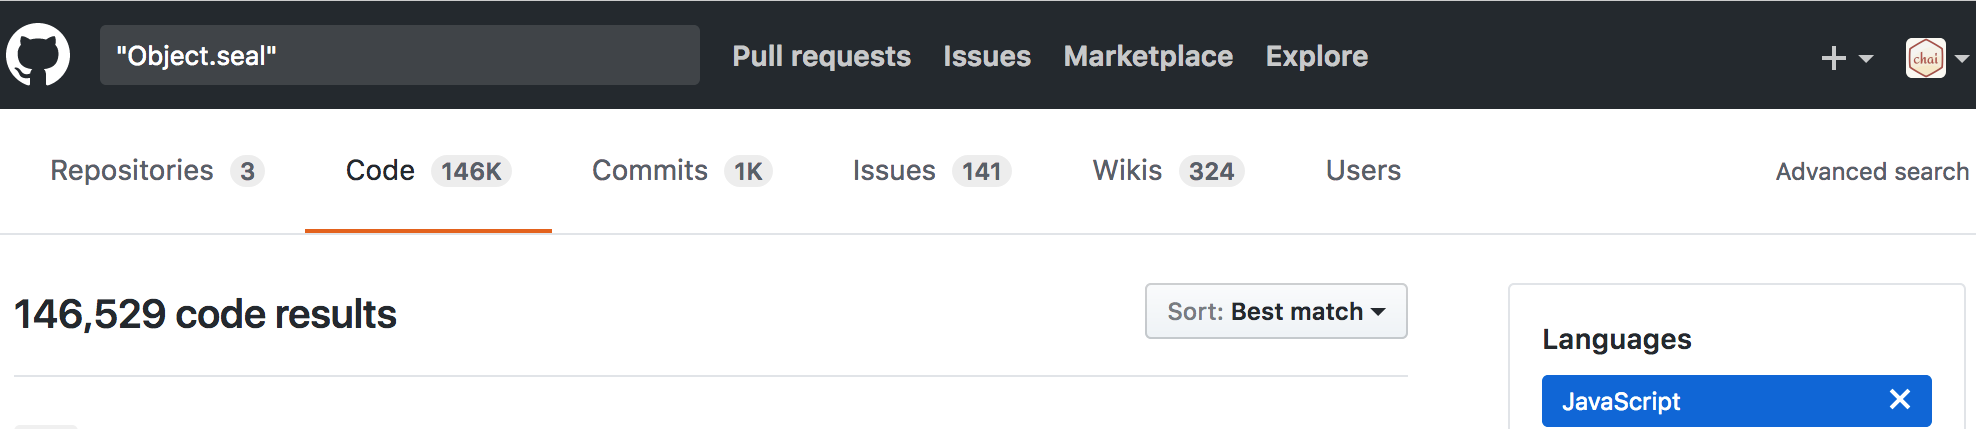 "Object.seal" Pull requests Issues Marketplace Explore chai
Repositories 3 Code 146K Commits 1K Issues 141 Wikis 324 Users Advanced search
146,529 code results Sort: Best match
Languages
JavaScript